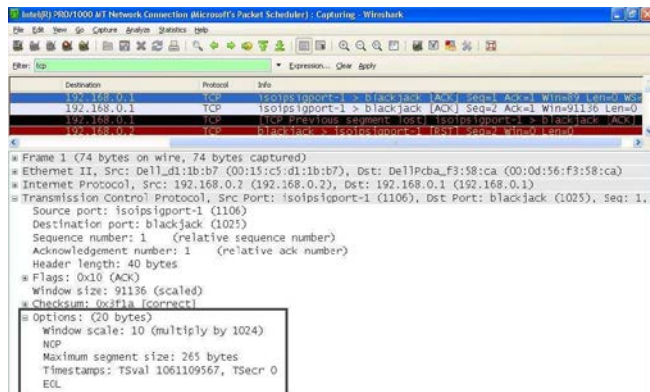 Intel(R) PRO/1000 MT Network Connection (Microsoft's Packet Scheduler) : Capturing - Wireshark
File Edit View Go Capture Analyze Statistics Help
Filter: tcp Expression... Clear Apply
Destination Protocol Info
192.168.0.1 TCP isoipsigport-1 > blackjack [ACK] Seq=1 Ack=1 Win=89 Len=0 WS=
192.168.0.1 TCP isoipsigport-1 > blackjack [ACK] Seq=2 Ack=1 Win=91136 Len=0
192.168.0.1 TCP [TCP Previous segment lost] isoipsigport-1 > blackjack [ACK]
192.168.0.2 TCP blackjack > isoipsigport-1 [RST] Seq=2 Win=0 Len=0
Frame 1 (74 bytes on wire, 74 bytes captured)
Ethernet II, Src: Dell_d1:1b:b7 (00:15:c5:d1:1b:b7), Dst: DellPcba_f3:58:ca (00:0d:56:f3:58:ca)
Internet Protocol, Src: 192.168.0.2 (192.168.0.2), Dst: 192.168.0.1 (192.168.0.1)
Transmission Control Protocol, Src Port: isoipsigport-1 (1106), Dst Port: blackjack (1025), Seq: 1,
Source port: isoipsigport-1 (1106)
Destination port: blackjack (1025)
Sequence number: 1 (relative sequence number)
Acknowledgement number: 1 (relative ack number)
Header length: 40 bytes
Flags: 0x10 (ACK)
Window size: 91136 (scaled)
Checksum: 0x3f1a [correct]
Options: (20 bytes)
Window scale: 10 (multiply by 1024)
NOP
Maximum segment size: 265 bytes
Timestamps: TSval 1061109567, TSecr 0
EOL